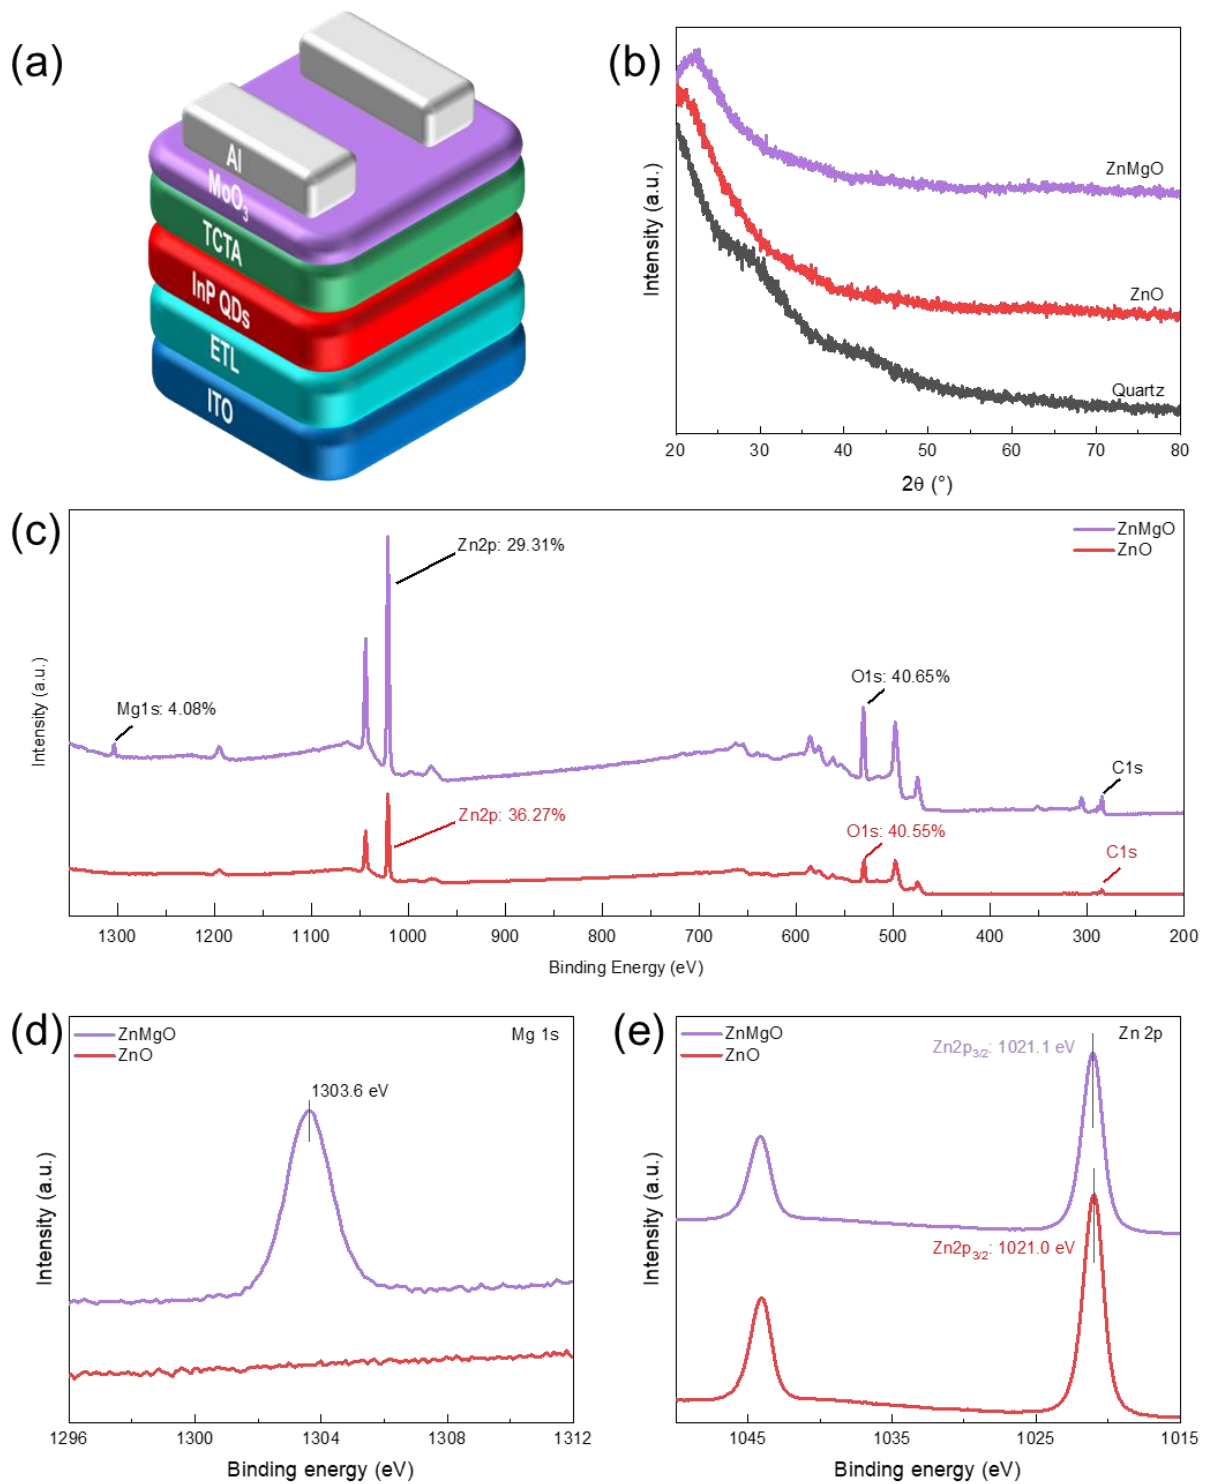 (a)
Al
MoO3
TCTA
InP QDs
ETL
ITO
(b)
Intensity (a.u.)
ZnMgO
ZnO
Quartz
20 30 40 50 60 70 80
2θ (°)
(c)
Intensity (a.u.)
ZnMgO
ZnO
Zn2p: 29.31%
Mg1s: 4.08%
O1s: 40.65%
C1s
Zn2p: 36.27%
O1s: 40.55%
C1s
1300 1200 1100 1000 900 800 700 600 500 400 300 200
Binding Energy (eV)
(d)
Intensity (a.u.)
ZnMgO
ZnO
Mg 1s
1303.6 eV
1296 1300 1304 1308 1312
Binding energy (eV)
(e)
Intensity (a.u.)
ZnMgO
ZnO
Zn 2p
Zn2p3/2: 1021.1 eV
Zn2p3/2: 1021.0 eV
1045 1035 1025 1015
Binding energy (eV)